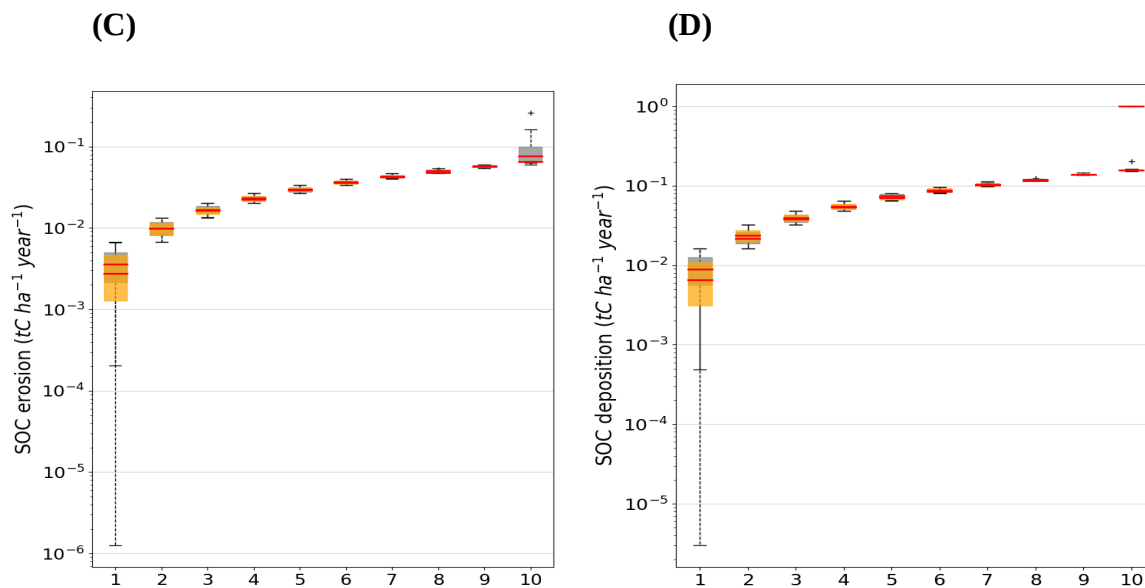 (C)
(D)
SOC erosion (tC ha⁻¹ year⁻¹)
10⁻¹
10⁻²
10⁻³
10⁻⁴
10⁻⁵
10⁻⁶
1 2 3 4 5 6 7 8 9 10
SOC deposition (tC ha⁻¹ year⁻¹)
10⁰
10⁻¹
10⁻²
10⁻³
10⁻⁴
10⁻⁵
1 2 3 4 5 6 7 8 9 10